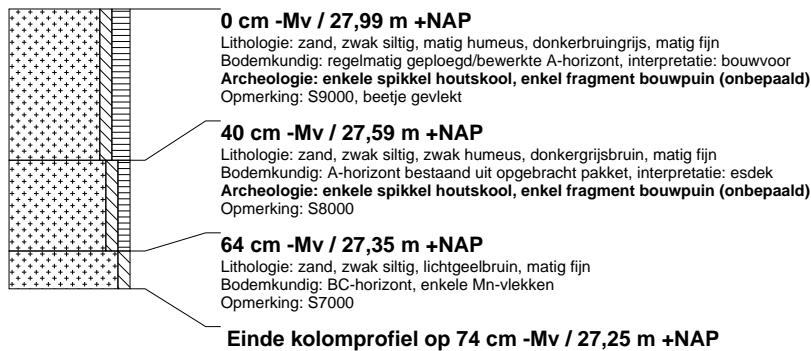 0 cm -Mv / 27,99 m +NAP
Lithologie: zand, zwak siltig, matig humeus, donkerbruingrijs, matig fijn
Bodemkundig: regelmatig geploegd/bewerkte A-horizont, interpretatie: bouwvoor
Archeologie: enkele spikkel houtskool, enkel fragment bouwpuin (onbepaald)
Opmerking: S9000, beetje gevlekt
40 cm -Mv / 27,59 m +NAP
Lithologie: zand, zwak siltig, zwak humeus, donkergrijsbruin, matig fijn
Bodemkundig: A-horizont bestaand uit opgebracht pakket, interpretatie: esdek
Archeologie: enkele spikkel houtskool, enkel fragment bouwpuin (onbepaald)
Opmerking: S8000
64 cm -Mv / 27,35 m +NAP
Lithologie: zand, zwak siltig, lichtgeelbruin, matig fijn
Bodemkundig: BC-horizont, enkele Mn-vlekken
Opmerking: S7000
Einde kolomprofiel op 74 cm -Mv / 27,25 m +NAP